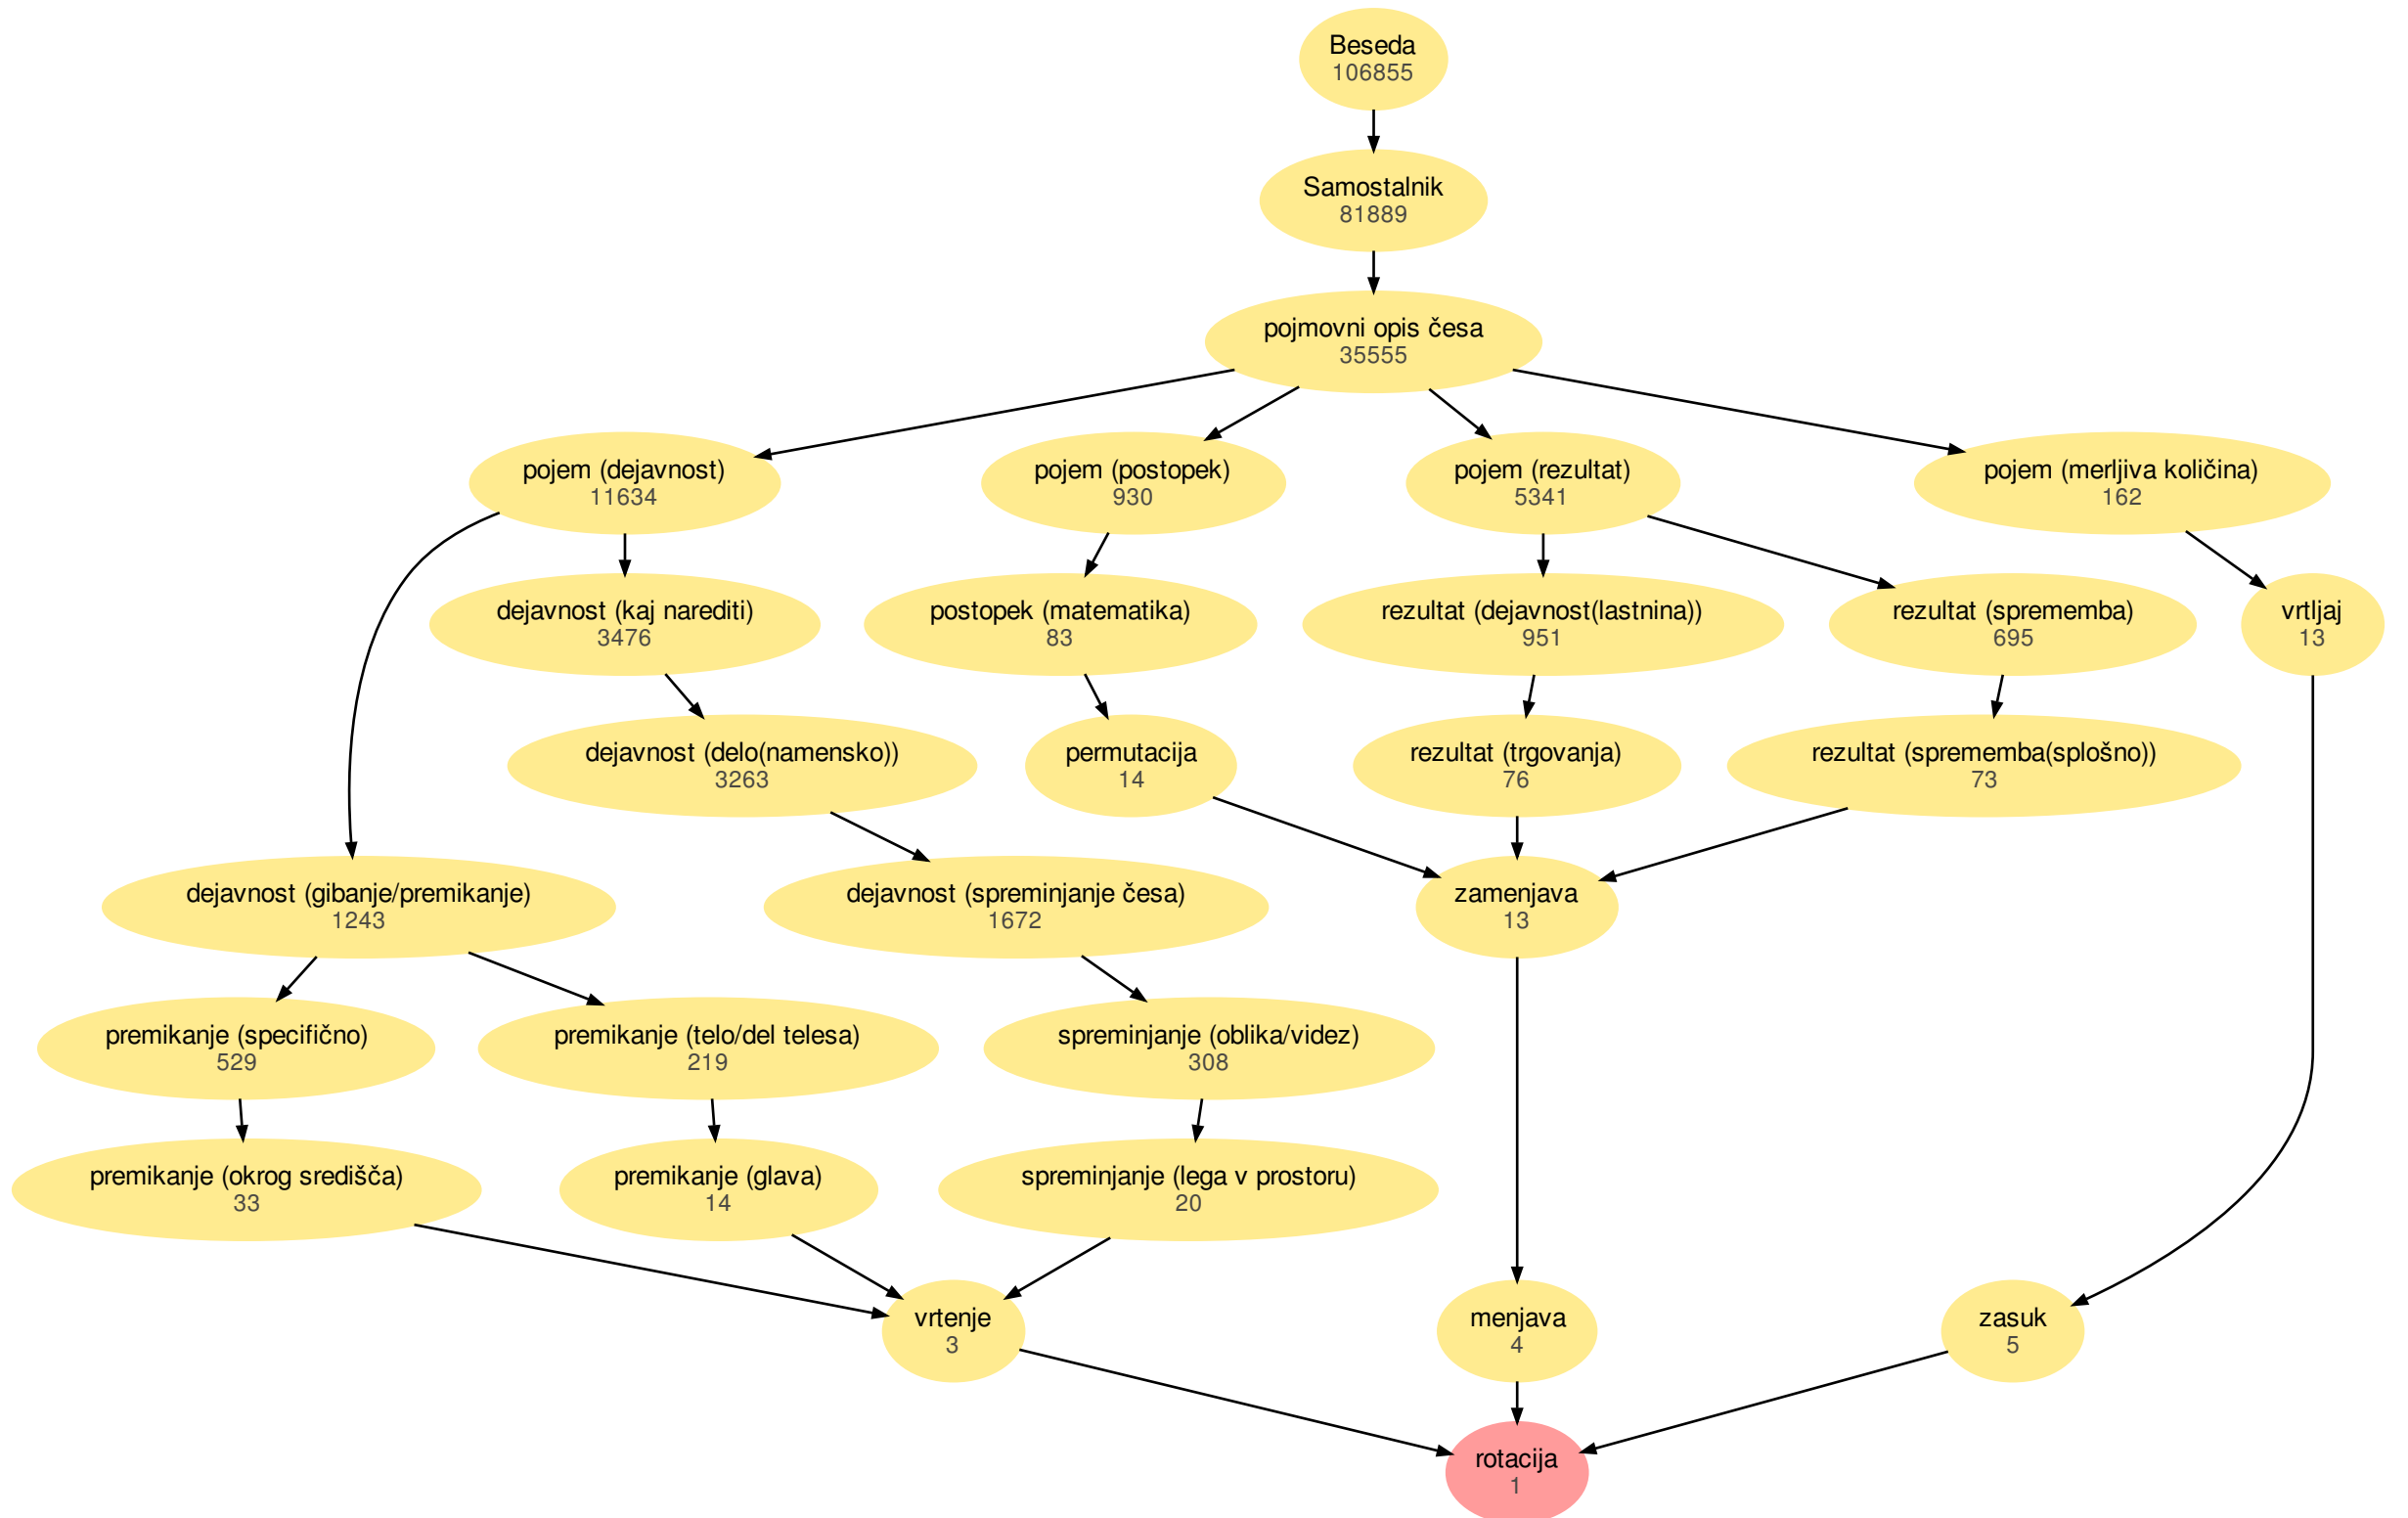 Beseda
106855
Samostalnik
81889
pojmovni opis česa
35555
pojem (dejavnost)
11634
pojem (postopek)
930
pojem (rezultat)
5341
pojem (merljiva količina)
162
dejavnost (kaj narediti)
3476
postopek (matematika)
83
rezultat (dejavnost(lastnina))
951
rezultat (sprememba)
695
vrtljaj
13
dejavnost (delo(namensko))
3263
permutacija
14
rezultat (trgovanja)
76
rezultat (sprememba(splošno))
73
dejavnost (gibanje/premikanje)
1243
dejavnost (spreminjanje česa)
1672
zamenjava
13
premikanje (specifično)
529
premikanje (telo/del telesa)
219
spreminjanje (oblika/videz)
308
premikanje (okrog središča)
33
premikanje (glava)
14
spreminjanje (lega v prostoru)
20
vrtenje
3
menjava
4
zasuk
5
rotacija
1